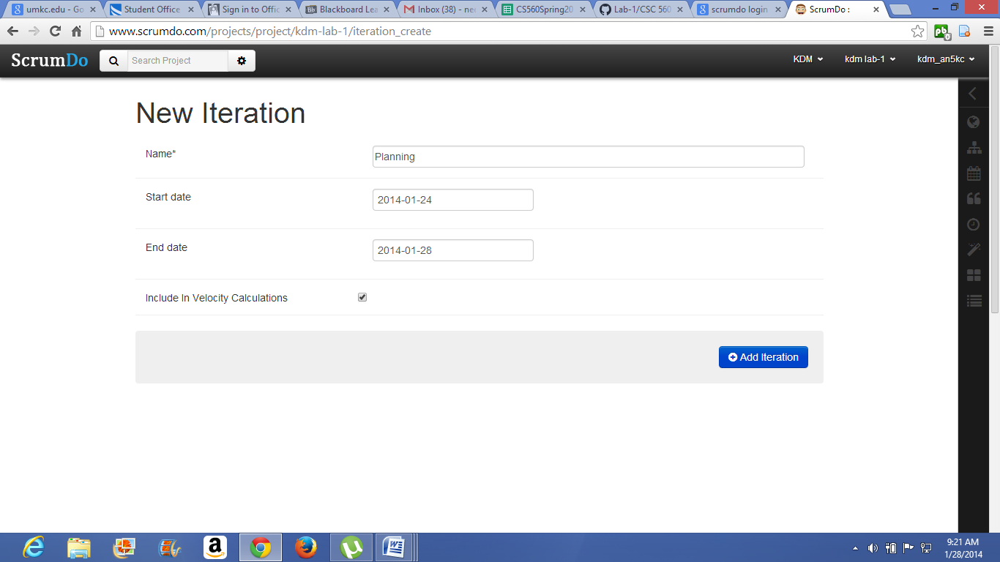 umkc.edu - Go
Student Office
Sign in to Offic
Blackboard Lea
Inbox (38) - ne
CS560Spring20
Lab-1/CSC 560
scrumdo login
ScrumDo :
www.scrumdo.com/projects/project/kdm-lab-1/iteration_create
ScrumDo
Search Project
KDM
kdm lab-1
kdm_an5kc
New Iteration
Name*
Planning
Start date
2014-01-24
End date
2014-01-28
Include In Velocity Calculations
Add Iteration
9:21 AM
1/28/2014